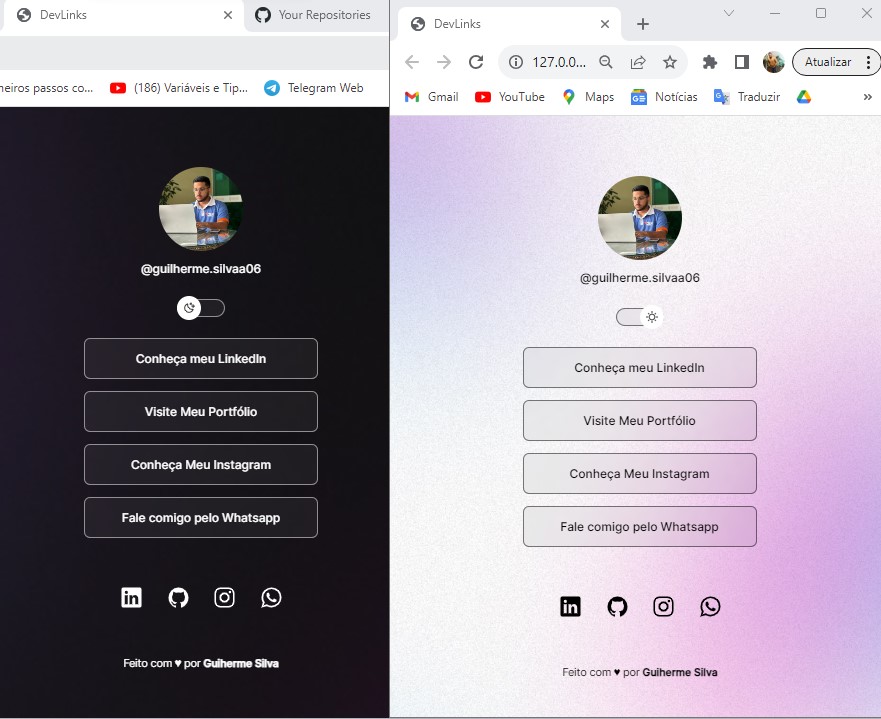 DevLinks
Your Repositories
neiros passos co...
(186) Variáveis e Tip...
Telegram Web
@guilherme.silvaa06
Conheça meu LinkedIn
Visite Meu Portfólio
Conheça Meu Instagram
Fale comigo pelo Whatsapp
Feito com ♥ por Guiherme Silva
DevLinks
127.0.0...
Atualizar
Gmail
YouTube
Maps
Notícias
Traduzir
»
@guilherme.silvaa06
Conheça meu LinkedIn
Visite Meu Portfólio
Conheça Meu Instagram
Fale comigo pelo Whatsapp
Feito com ♥ por Guiherme Silva